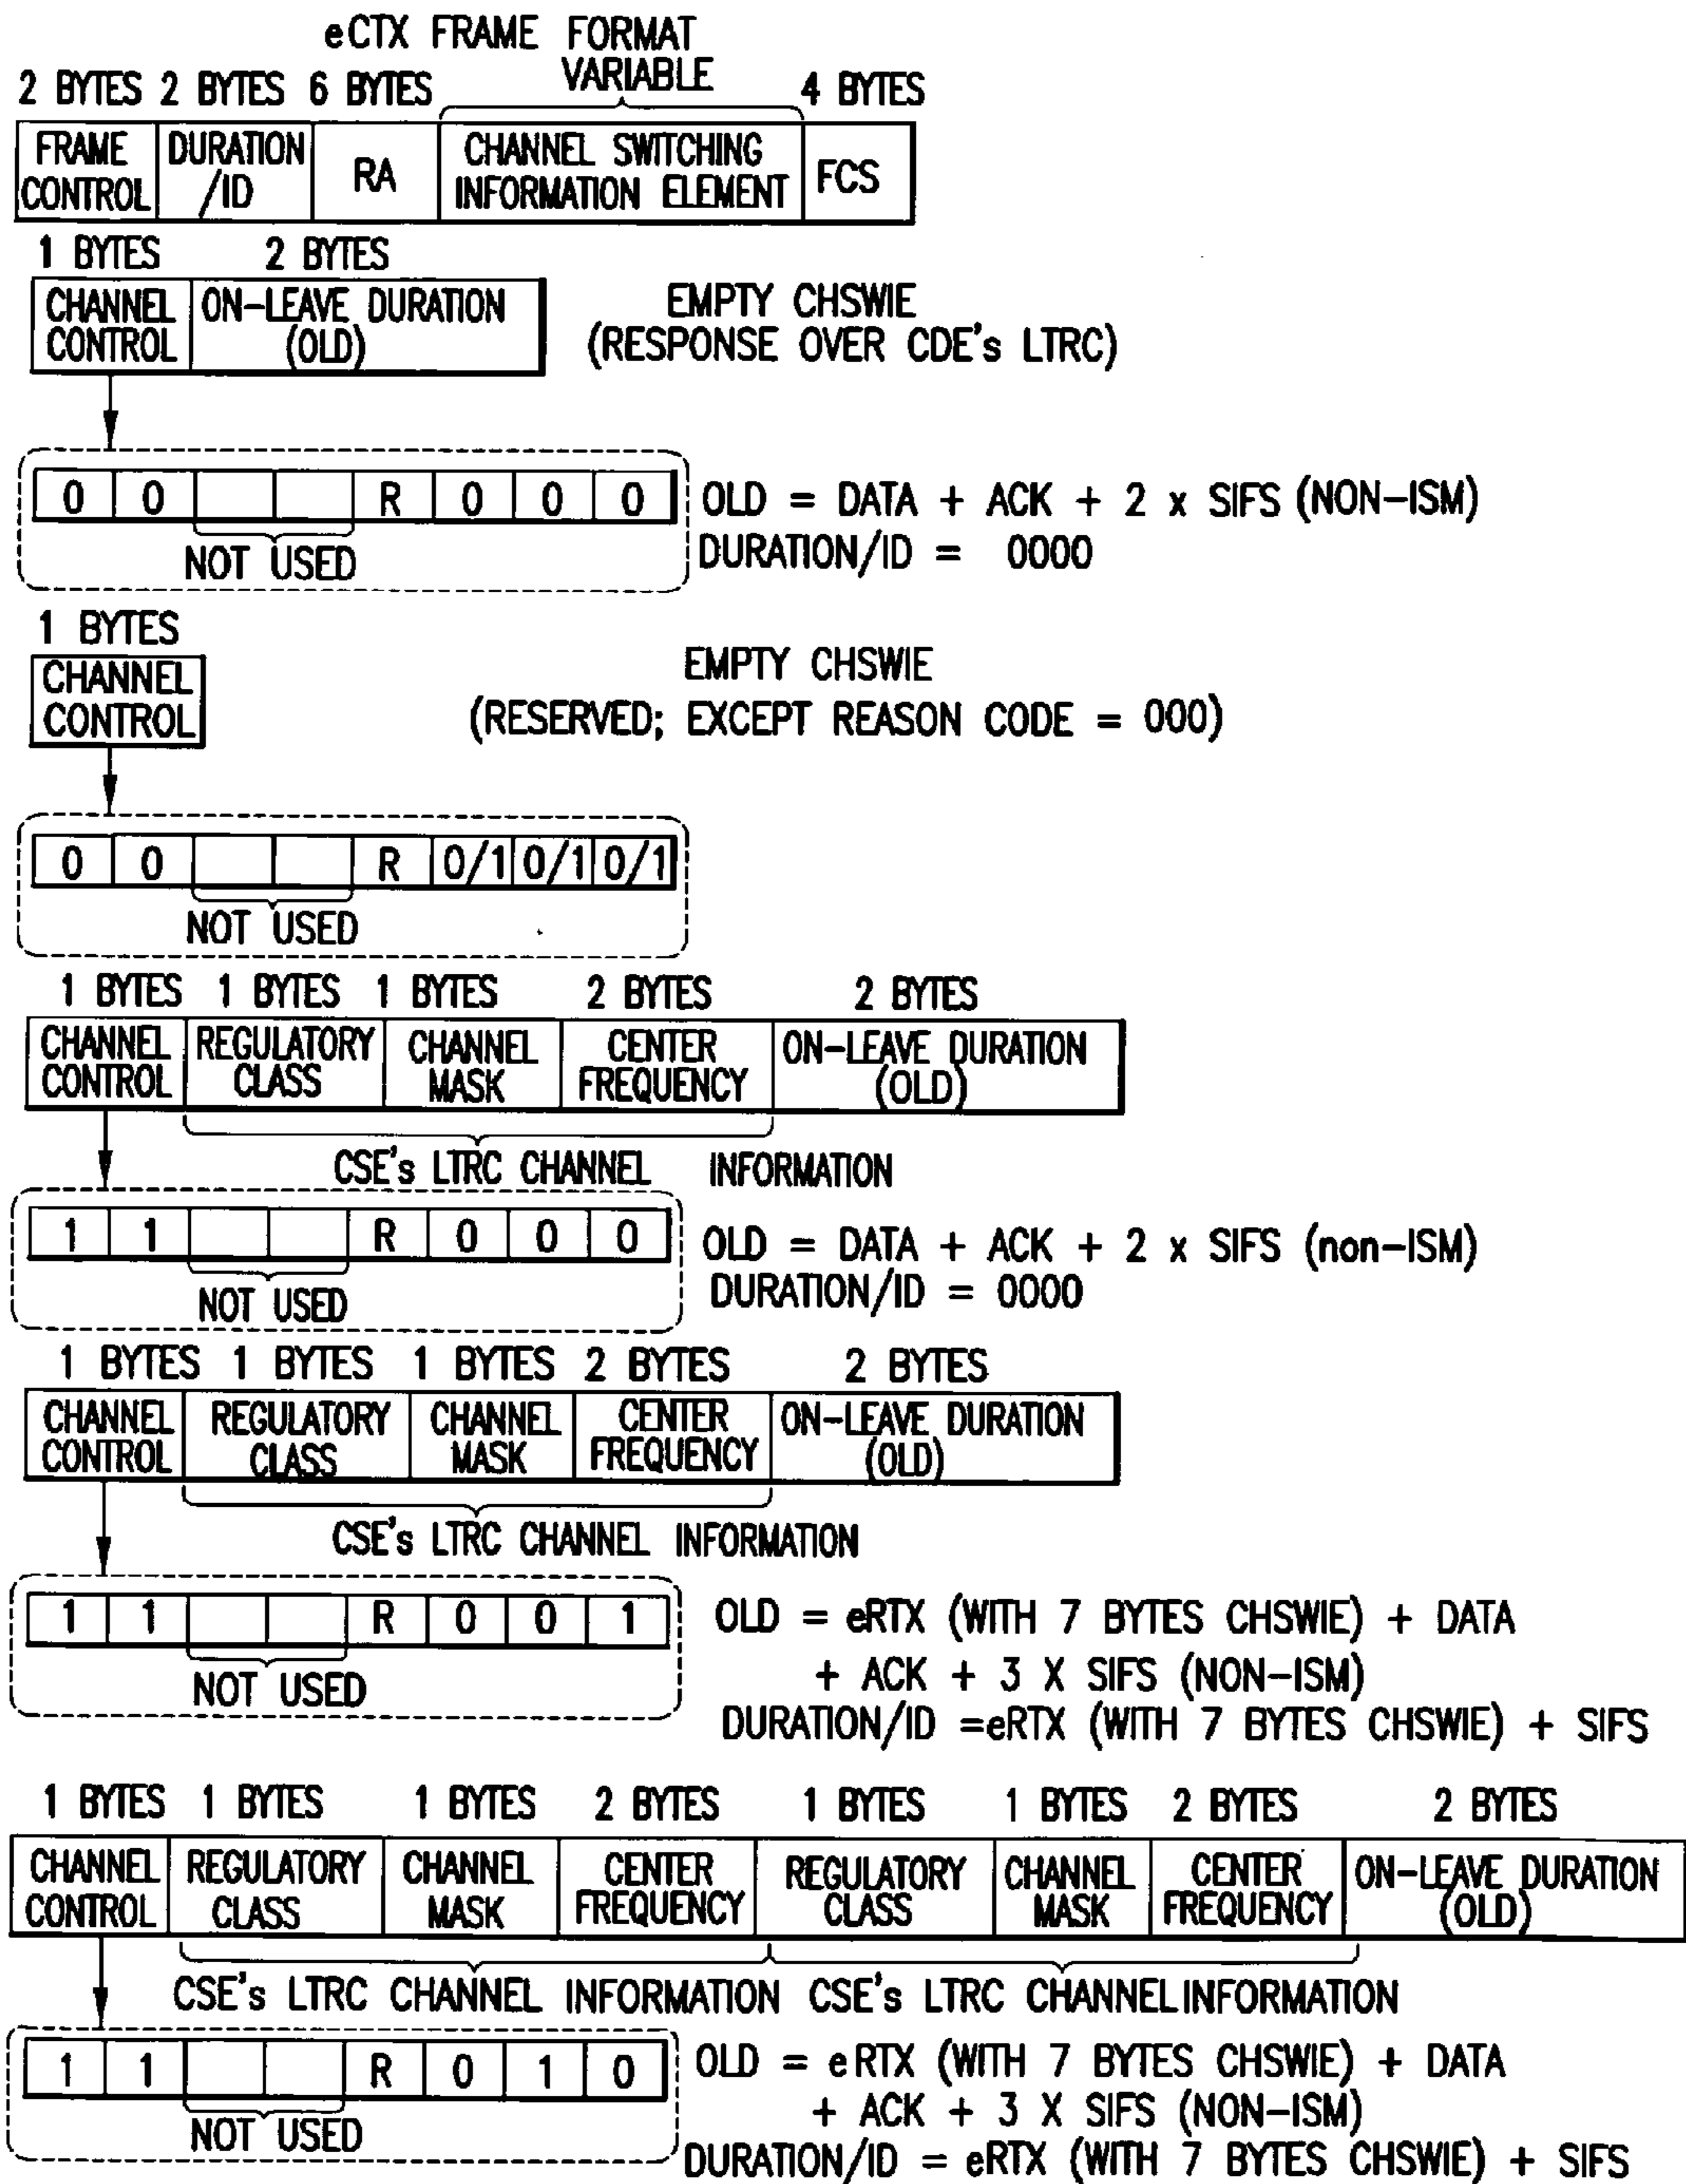 eCTX FRAME FORMAT
VARIABLE
2 BYTES 2 BYTES 6 BYTES 4 BYTES
FRAME CONTROL DURATION /ID RA CHANNEL SWITCHING INFORMATION ELEMENT FCS
1 BYTES 2 BYTES
CHANNEL CONTROL ON-LEAVE DURATION (OLD)
EMPTY CHSWIE
(RESPONSE OVER CDE's LTRC)
0 0 R 0 0 0
NOT USED
OLD = DATA + ACK + 2 x SIFS (NON-ISM)
DURATION/ID = 0000
1 BYTES
CHANNEL CONTROL
EMPTY CHSWIE
(RESERVED; EXCEPT REASON CODE = 000)
0 0 R 0/1 0/1 0/1
NOT USED
1 BYTES 1 BYTES 1 BYTES 2 BYTES 2 BYTES
CHANNEL CONTROL REGULATORY CLASS CHANNEL MASK CENTER FREQUENCY ON-LEAVE DURATION (OLD)
CSE's LTRC CHANNEL INFORMATION
1 1 R 0 0 0
NOT USED
OLD = DATA + ACK + 2 x SIFS (non-ISM)
DURATION/ID = 0000
1 BYTES 1 BYTES 1 BYTES 2 BYTES 2 BYTES
CHANNEL CONTROL REGULATORY CLASS CHANNEL MASK CENTER FREQUENCY ON-LEAVE DURATION (OLD)
CSE's LTRC CHANNEL INFORMATION
1 1 R 0 0 1
NOT USED
OLD = eRTX (WITH 7 BYTES CHSWIE) + DATA
+ ACK + 3 X SIFS (NON-ISM)
DURATION/ID =eRTX (WITH 7 BYTES CHSWIE) + SIFS
1 BYTES 1 BYTES 1 BYTES 2 BYTES 1 BYTES 1 BYTES 2 BYTES 2 BYTES
CHANNEL CONTROL REGULATORY CLASS CHANNEL MASK CENTER FREQUENCY REGULATORY CLASS CHANNEL MASK CENTER FREQUENCY ON-LEAVE DURATION (OLD)
CSE's LTRC CHANNEL INFORMATION CSE's LTRC CHANNEL INFORMATION
1 1 R 0 1 0
NOT USED
OLD = eRTX (WITH 7 BYTES CHSWIE) + DATA
+ ACK + 3 X SIFS (NON-ISM)
DURATION/ID = eRTX (WITH 7 BYTES CHSWIE) + SIFS